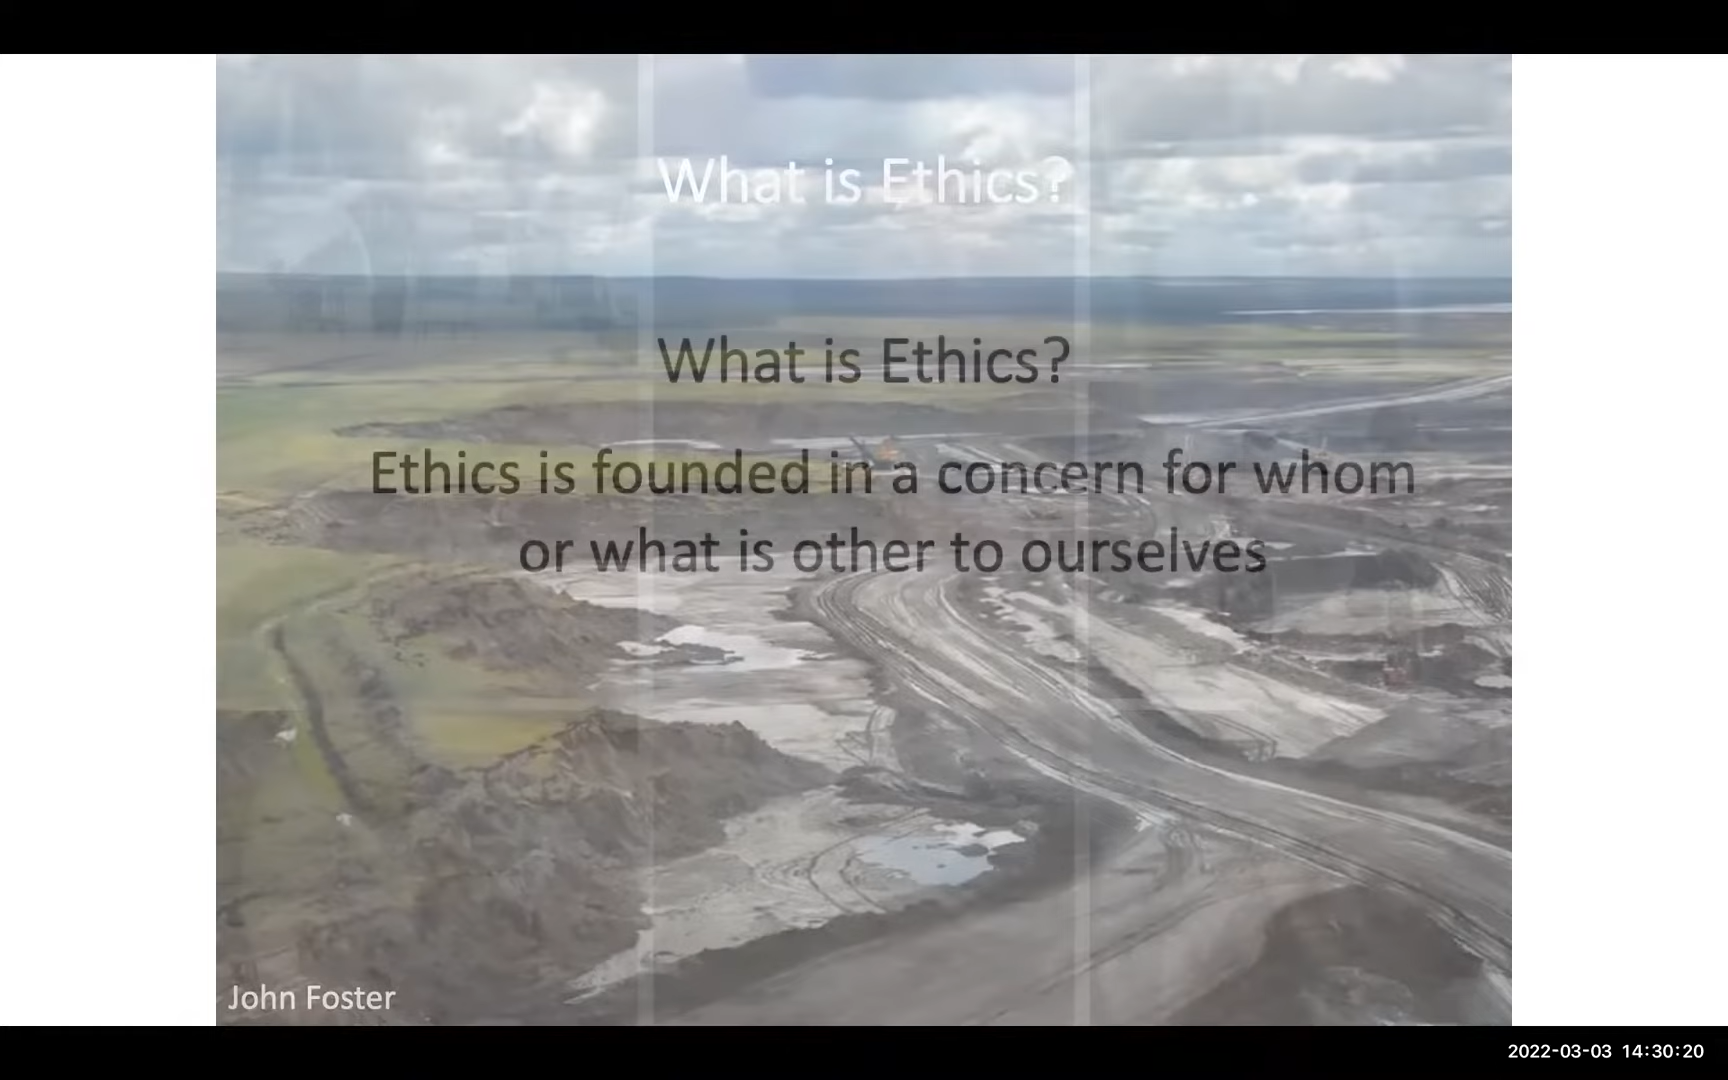 What is Ethics?
What is Ethics?
Ethics is founded in a concern for whom
or what is other to ourselves
John Foster
2022-03-03 14:30:20